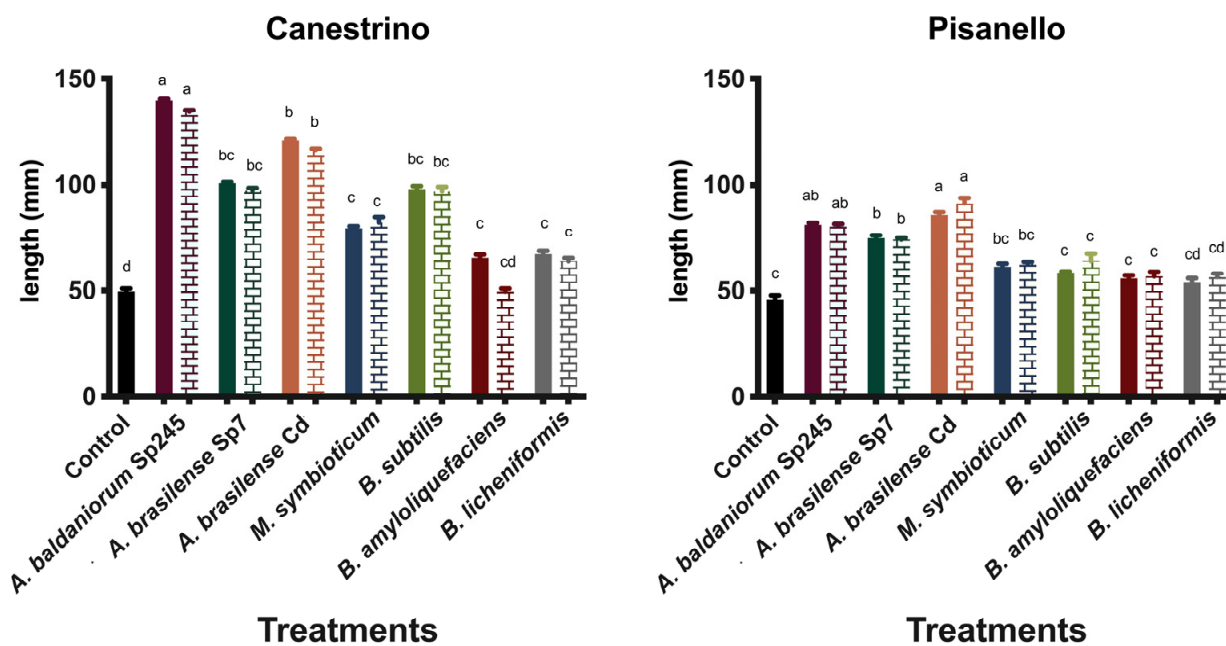 Canestrino
length (mm)
150
100
50
0
d
a
a
bc
bc
b
b
c
c
bc
bc
c
cd
c
c
Control
A. baldaniorum Sp245
A. brasilense Sp7
A. brasilense Cd
M. symbioticum
B. subtilis
B. amyloliquefaciens
B. licheniformis
Treatments
Pisanello
length (mm)
150
100
50
0
c
ab
ab
b
b
a
a
bc
bc
c
c
c
c
cd
cd
Control
A. baldaniorum Sp245
A. brasilense Sp7
A. brasilense Cd
M. symbioticum
B. subtilis
B. amyloliquefaciens
B. licheniformis
Treatments